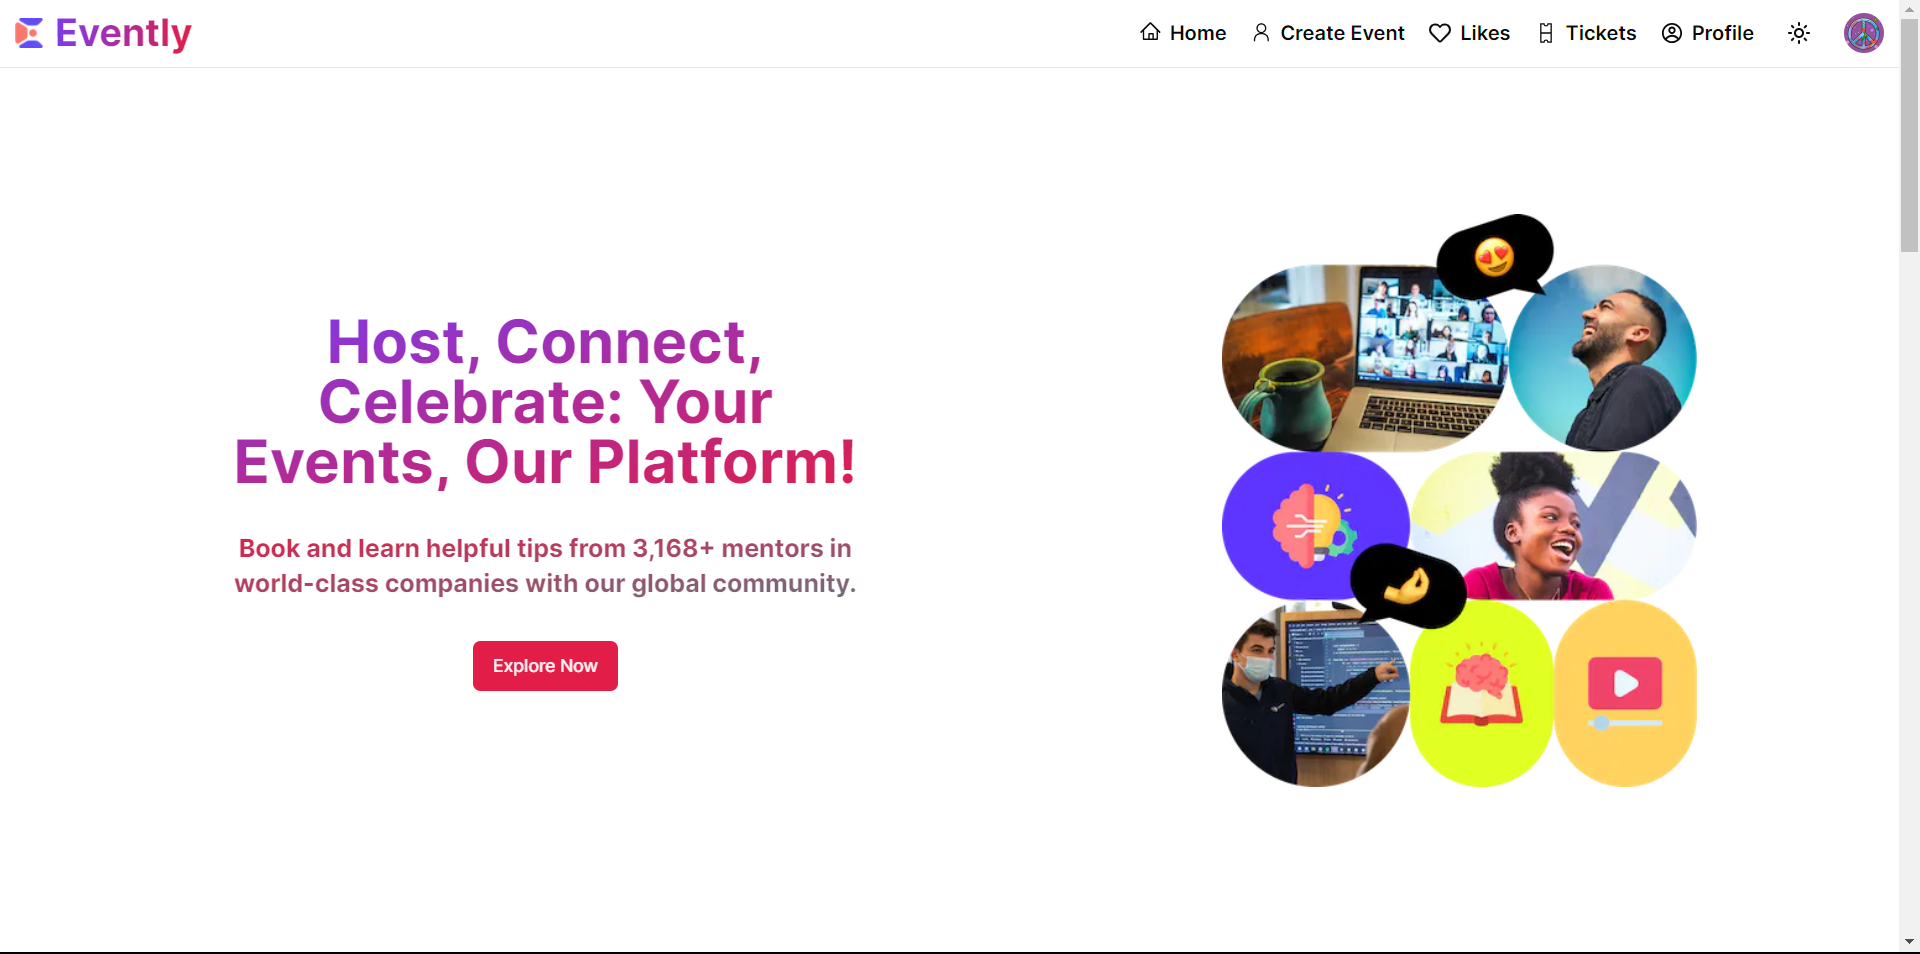 Evently
Home
Create Event
Likes
Tickets
Profile
Host, Connect,
Celebrate: Your
Events, Our Platform!
Book and learn helpful tips from 3,168+ mentors in
world-class companies with our global community.
Explore Now